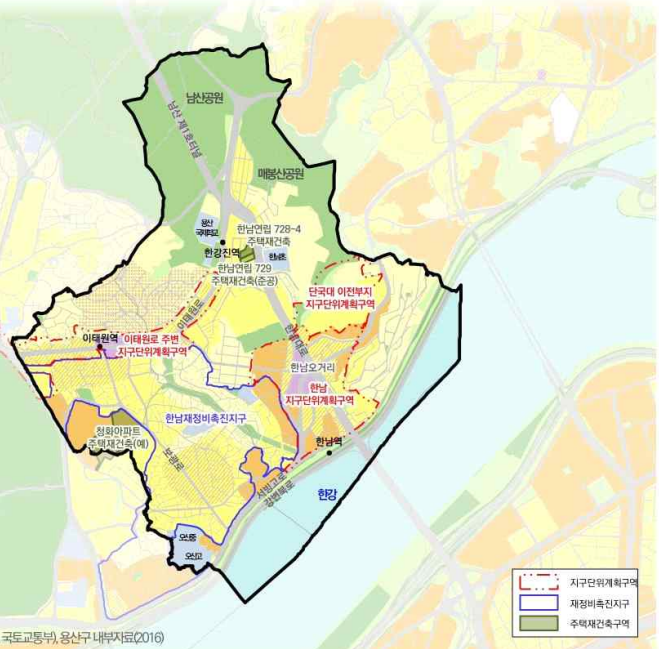 남산공원
남산 제1호터널
매봉산공원
용산
국제학교
한남연립 728-4
주택재건축
한강진역
한남초
한남연립 729
주택재건축(준공)
단국대 이전부지
지구단위계획구역
이태원로
이태원역
이태원로 주변
지구단위계획구역
한남대로
한남오거리
한남
지구단위계획구역
한남재정비촉진지구
청화아파트
주택재건축(예)
보광로
한남역
서빙고로
강변북로
한강
오산중
오산고
지구단위계획구역
재정비촉진지구
주택재건축구역
국토교통부), 용산구 내부자료(2016)